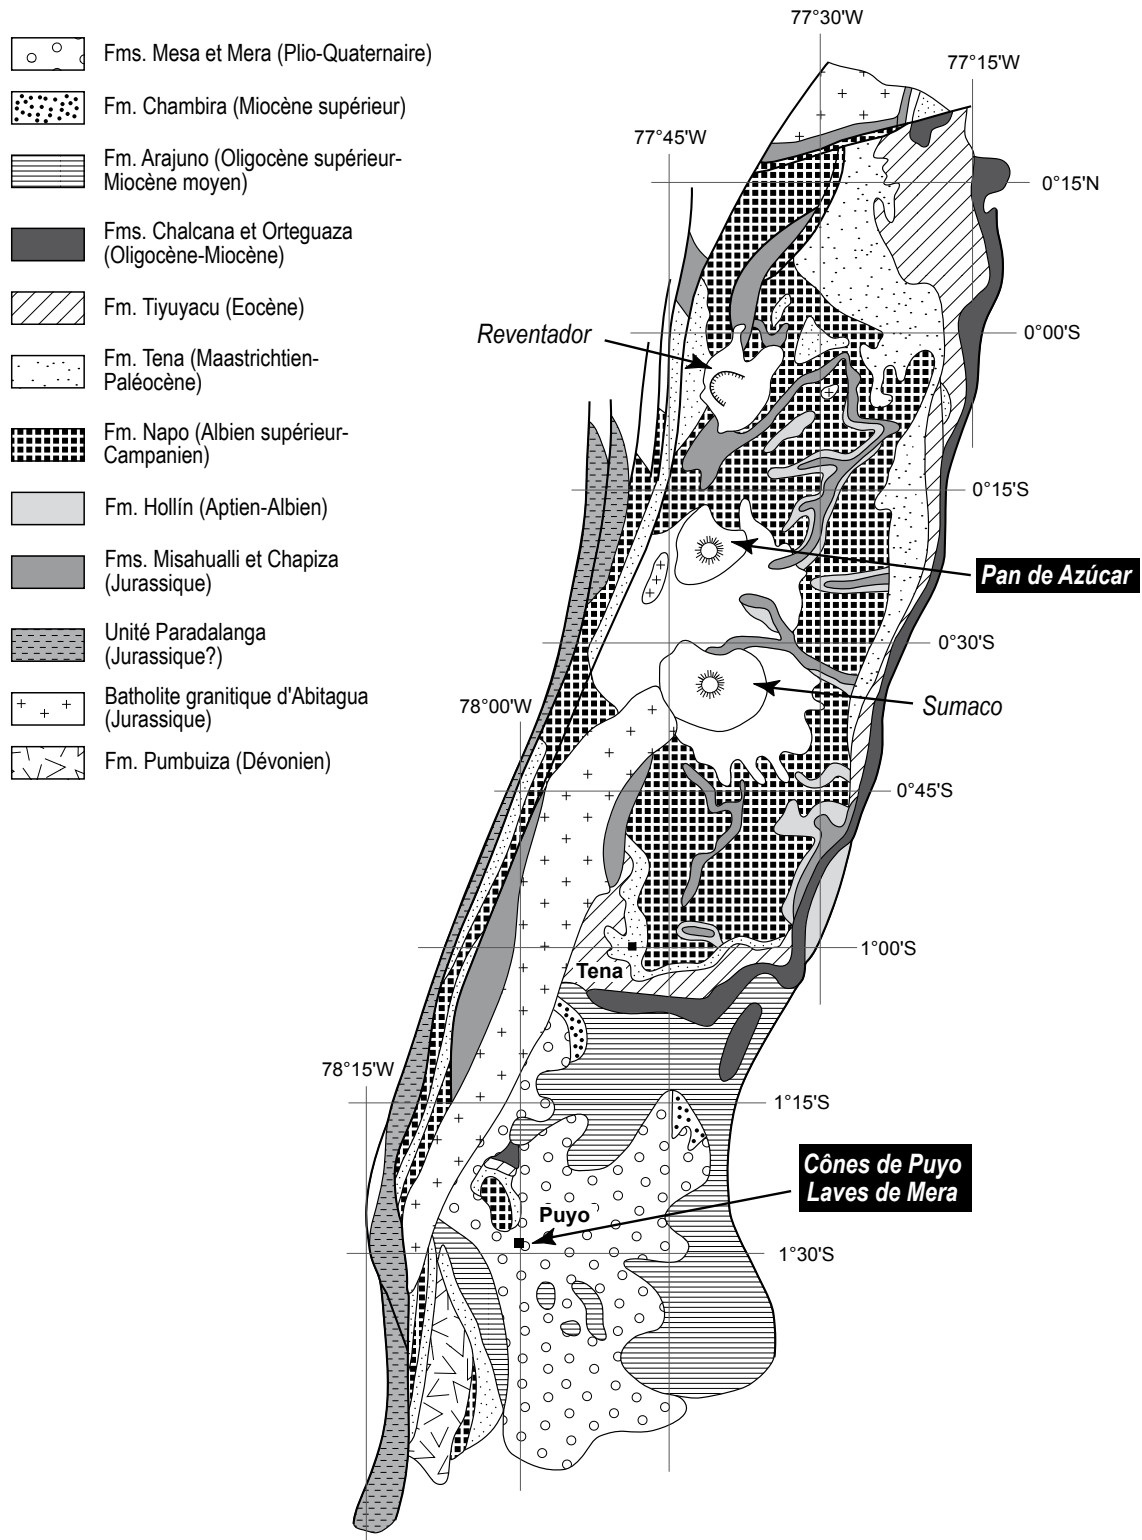 Fms. Mesa et Mera (Plio-Quaternaire)
Fm. Chambira (Miocène supérieur)
Fm. Arajuno (Oligocène supérieur-
Miocène moyen)
Fms. Chalcana et Orteguaza
(Oligocène-Miocène)
Fm. Tiyuyacu (Eocène)
Fm. Tena (Maastrichtien-
Paléocène)
Fm. Napo (Albien supérieur-
Campanien)
Fm. Hollín (Aptien-Albien)
Fms. Misahualli et Chapiza
(Jurassique)
Unité Paradalanga
(Jurassique?)
Batholite granitique d'Abitagua
(Jurassique)
Fm. Pumbuiza (Dévonien)
77°30'W
77°15'W
77°45'W
0°15'N
Reventador
0°00'S
0°15'S
Pan de Azúcar
0°30'S
Sumaco
78°00'W
0°45'S
1°00'S
Tena
78°15'W
1°15'S
Cônes de Puyo
Laves de Mera
Puyo
1°30'S